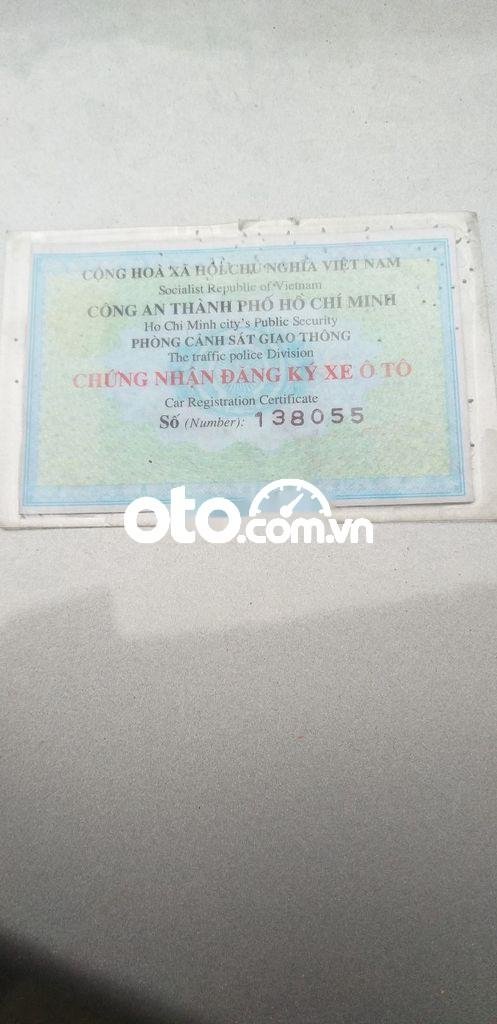 CỘNG HOÀ XÃ HỘI CHỦ NGHĨA VIỆT NAM
Socialist Republic of Vietnam
CÔNG AN THÀNH PHỐ HỒ CHÍ MINH
Ho Chi Minh city's Public Security
PHÒNG CẢNH SÁT GIAO THÔNG
The traffic police Division
CHỨNG NHẬN ĐĂNG KÝ XE Ô TÔ
Car Registration Certificate
Số (Number): 138055
oto.com.vn